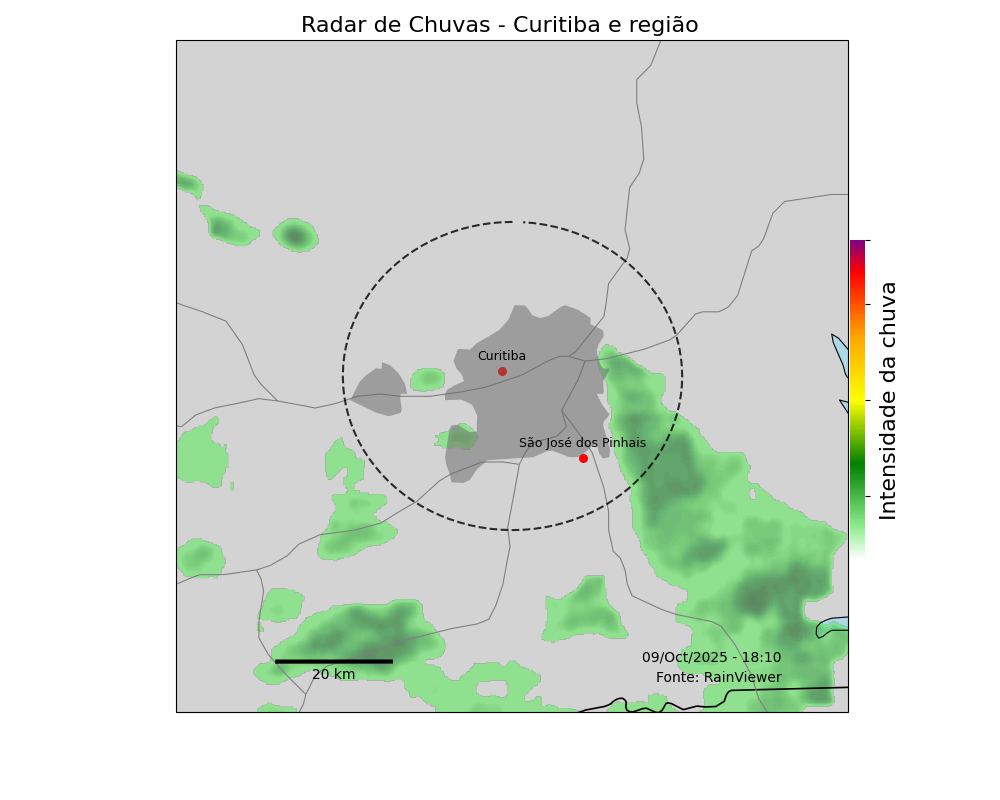 Radar de Chuvas - Curitiba e região
Curitiba
São José dos Pinhais
Intensidade da chuva
09/Oct/2025 - 18:10
20 km
Fonte: RainViewer